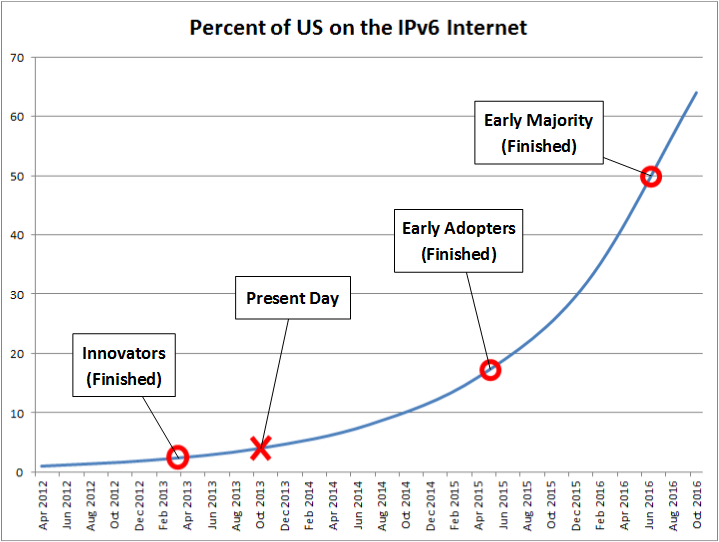 Percent of US on the IPv6 Internet
70
60
50
40
30
20
10
0
Early Majority
(Finished)
Early Adopters
(Finished)
Present Day
Innovators
(Finished)
Apr 2012
Jun 2012
Aug 2012
Oct 2012
Dec 2012
Feb 2013
Apr 2013
Jun 2013
Aug 2013
Oct 2013
Dec 2013
Feb 2014
Apr 2014
Jun 2014
Aug 2014
Oct 2014
Dec 2014
Feb 2015
Apr 2015
Jun 2015
Aug 2015
Oct 2015
Dec 2015
Feb 2016
Apr 2016
Jun 2016
Aug 2016
Oct 2016